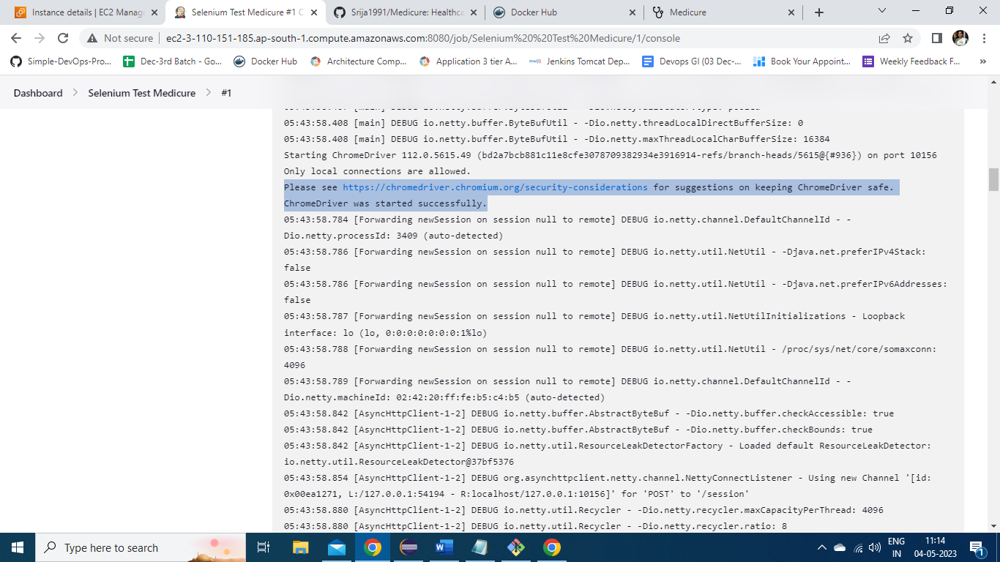 Instance details | EC2 Manag
Selenium Test Medicure #1 C
Srija1991/Medicure: Healthca
Docker Hub
Medicure
Not secure
ec2-3-110-151-185.ap-south-1.compute.amazonaws.com:8080/job/Selenium%20%20Test%20Medicure/1/console
Simple-DevOps-Pro...
Dec-3rd Batch - Go...
Docker Hub
Architecture Comp...
Application 3 tier A...
Jenkins Tomcat Dep...
Devops GI (03 Dec-...
Book Your Appoint...
Weekly Feedback F...
»
Dashboard > Selenium Test Medicure > #1
05:43:58.408 [main] DEBUG io.netty.buffer.ByteBufUtil - -Dio.netty.threadLocalDirectBufferSize: 0
05:43:58.408 [main] DEBUG io.netty.buffer.ByteBufUtil - -Dio.netty.maxThreadLocalCharBufferSize: 16384
Starting ChromeDriver 112.0.5615.49 (bd2a7bcb881c11e8cfe3078709382934e3916914-refs/branch-heads/5615@{#936}) on port 10156
Only local connections are allowed.
Please see https://chromedriver.chromium.org/security-considerations for suggestions on keeping ChromeDriver safe.
ChromeDriver was started successfully.
05:43:58.784 [Forwarding newSession on session null to remote] DEBUG io.netty.channel.DefaultChannelId - -
Dio.netty.processId: 3409 (auto-detected)
05:43:58.786 [Forwarding newSession on session null to remote] DEBUG io.netty.util.NetUtil - -Djava.net.preferIPv4Stack:
false
05:43:58.786 [Forwarding newSession on session null to remote] DEBUG io.netty.util.NetUtil - -Djava.net.preferIPv6Addresses:
false
05:43:58.787 [Forwarding newSession on session null to remote] DEBUG io.netty.util.NetUtilInitializations - Loopback
interface: lo (lo, 0:0:0:0:0:0:0:1%lo)
05:43:58.788 [Forwarding newSession on session null to remote] DEBUG io.netty.util.NetUtil - /proc/sys/net/core/somaxconn:
4096
05:43:58.789 [Forwarding newSession on session null to remote] DEBUG io.netty.channel.DefaultChannelId - -
Dio.netty.machineId: 02:42:20:ff:fe:b5:c4:b5 (auto-detected)
05:43:58.842 [AsyncHttpClient-1-2] DEBUG io.netty.buffer.AbstractByteBuf - -Dio.netty.buffer.checkAccessible: true
05:43:58.842 [AsyncHttpClient-1-2] DEBUG io.netty.buffer.AbstractByteBuf - -Dio.netty.buffer.checkBounds: true
05:43:58.842 [AsyncHttpClient-1-2] DEBUG io.netty.util.ResourceLeakDetectorFactory - Loaded default ResourceLeakDetector:
io.netty.util.ResourceLeakDetector@37bf5376
05:43:58.854 [AsyncHttpClient-1-2] DEBUG org.asynchttpclient.netty.channel.NettyConnectListener - Using new Channel '[id:
0x00ea1271, L:/127.0.0.1:54194 - R:localhost/127.0.0.1:10156]' for 'POST' to '/session'
05:43:58.880 [AsyncHttpClient-1-2] DEBUG io.netty.util.Recycler - -Dio.netty.recycler.maxCapacityPerThread: 4096
05:43:58.880 [AsyncHttpClient-1-2] DEBUG io.netty.util.Recycler - -Dio.netty.recycler.ratio: 8
Type here to search
ENG
IN
11:14
04-05-2023
1